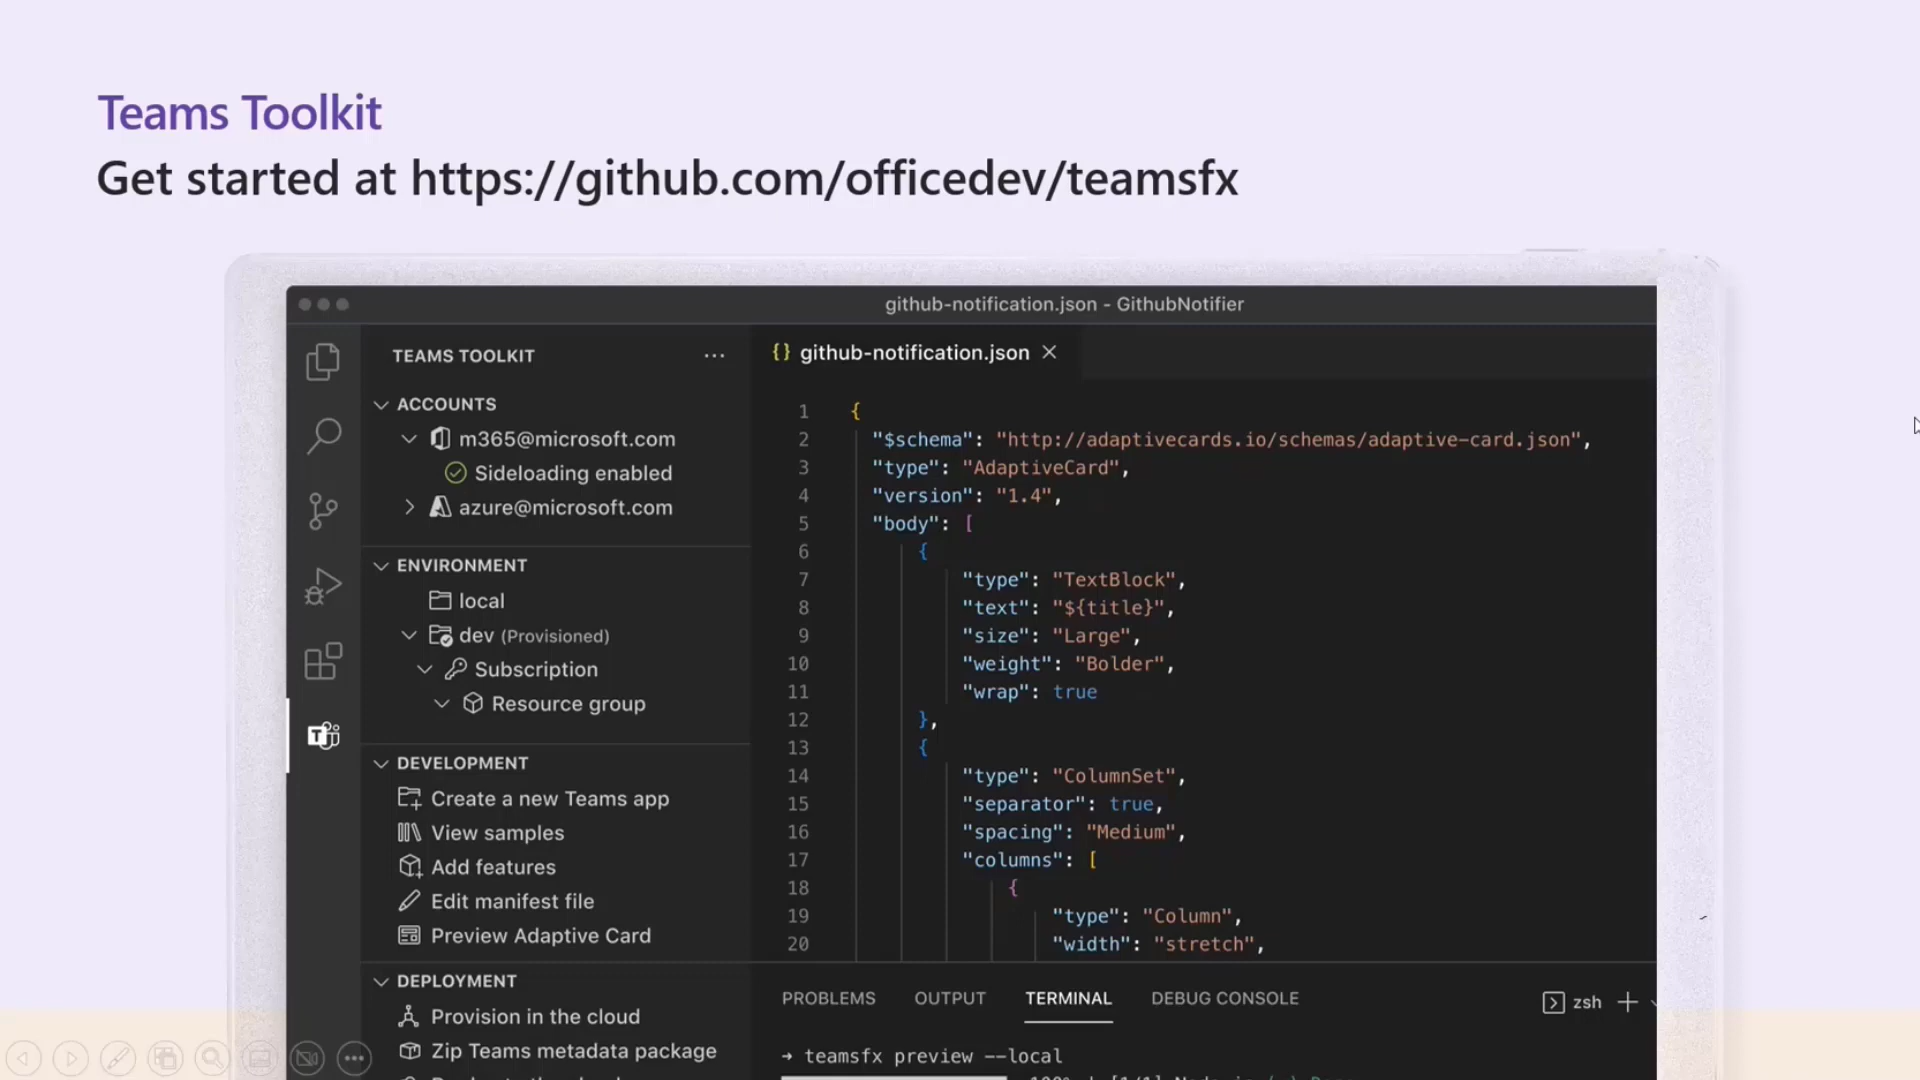 Teams Toolkit
Get started at https://github.com/officedev/teamsfx
github-notification.json - GithubNotifier
TEAMS TOOLKIT
ACCOUNTS
m365@microsoft.com
Sideloading enabled
azure@microsoft.com
ENVIRONMENT
local
dev (Provisioned)
Subscription
Resource group
DEVELOPMENT
Create a new Teams app
View samples
Add features
Edit manifest file
Preview Adaptive Card
DEPLOYMENT
Provision in the cloud
Zip Teams metadata package
{} github-notification.json
1 {
2 "$schema": "http://adaptivecards.io/schemas/adaptive-card.json",
3 "type": "AdaptiveCard",
4 "version": "1.4",
5 "body": [
6 {
7 "type": "TextBlock",
8 "text": "${title}",
9 "size": "Large",
10 "weight": "Bolder",
11 "wrap": true
12 },
13 {
14 "type": "ColumnSet",
15 "separator": true,
16 "spacing": "Medium",
17 "columns": [
18 {
19 "type": "Column",
20 "width": "stretch",
PROBLEMS OUTPUT TERMINAL DEBUG CONSOLE zsh
→ teamsfx preview --local